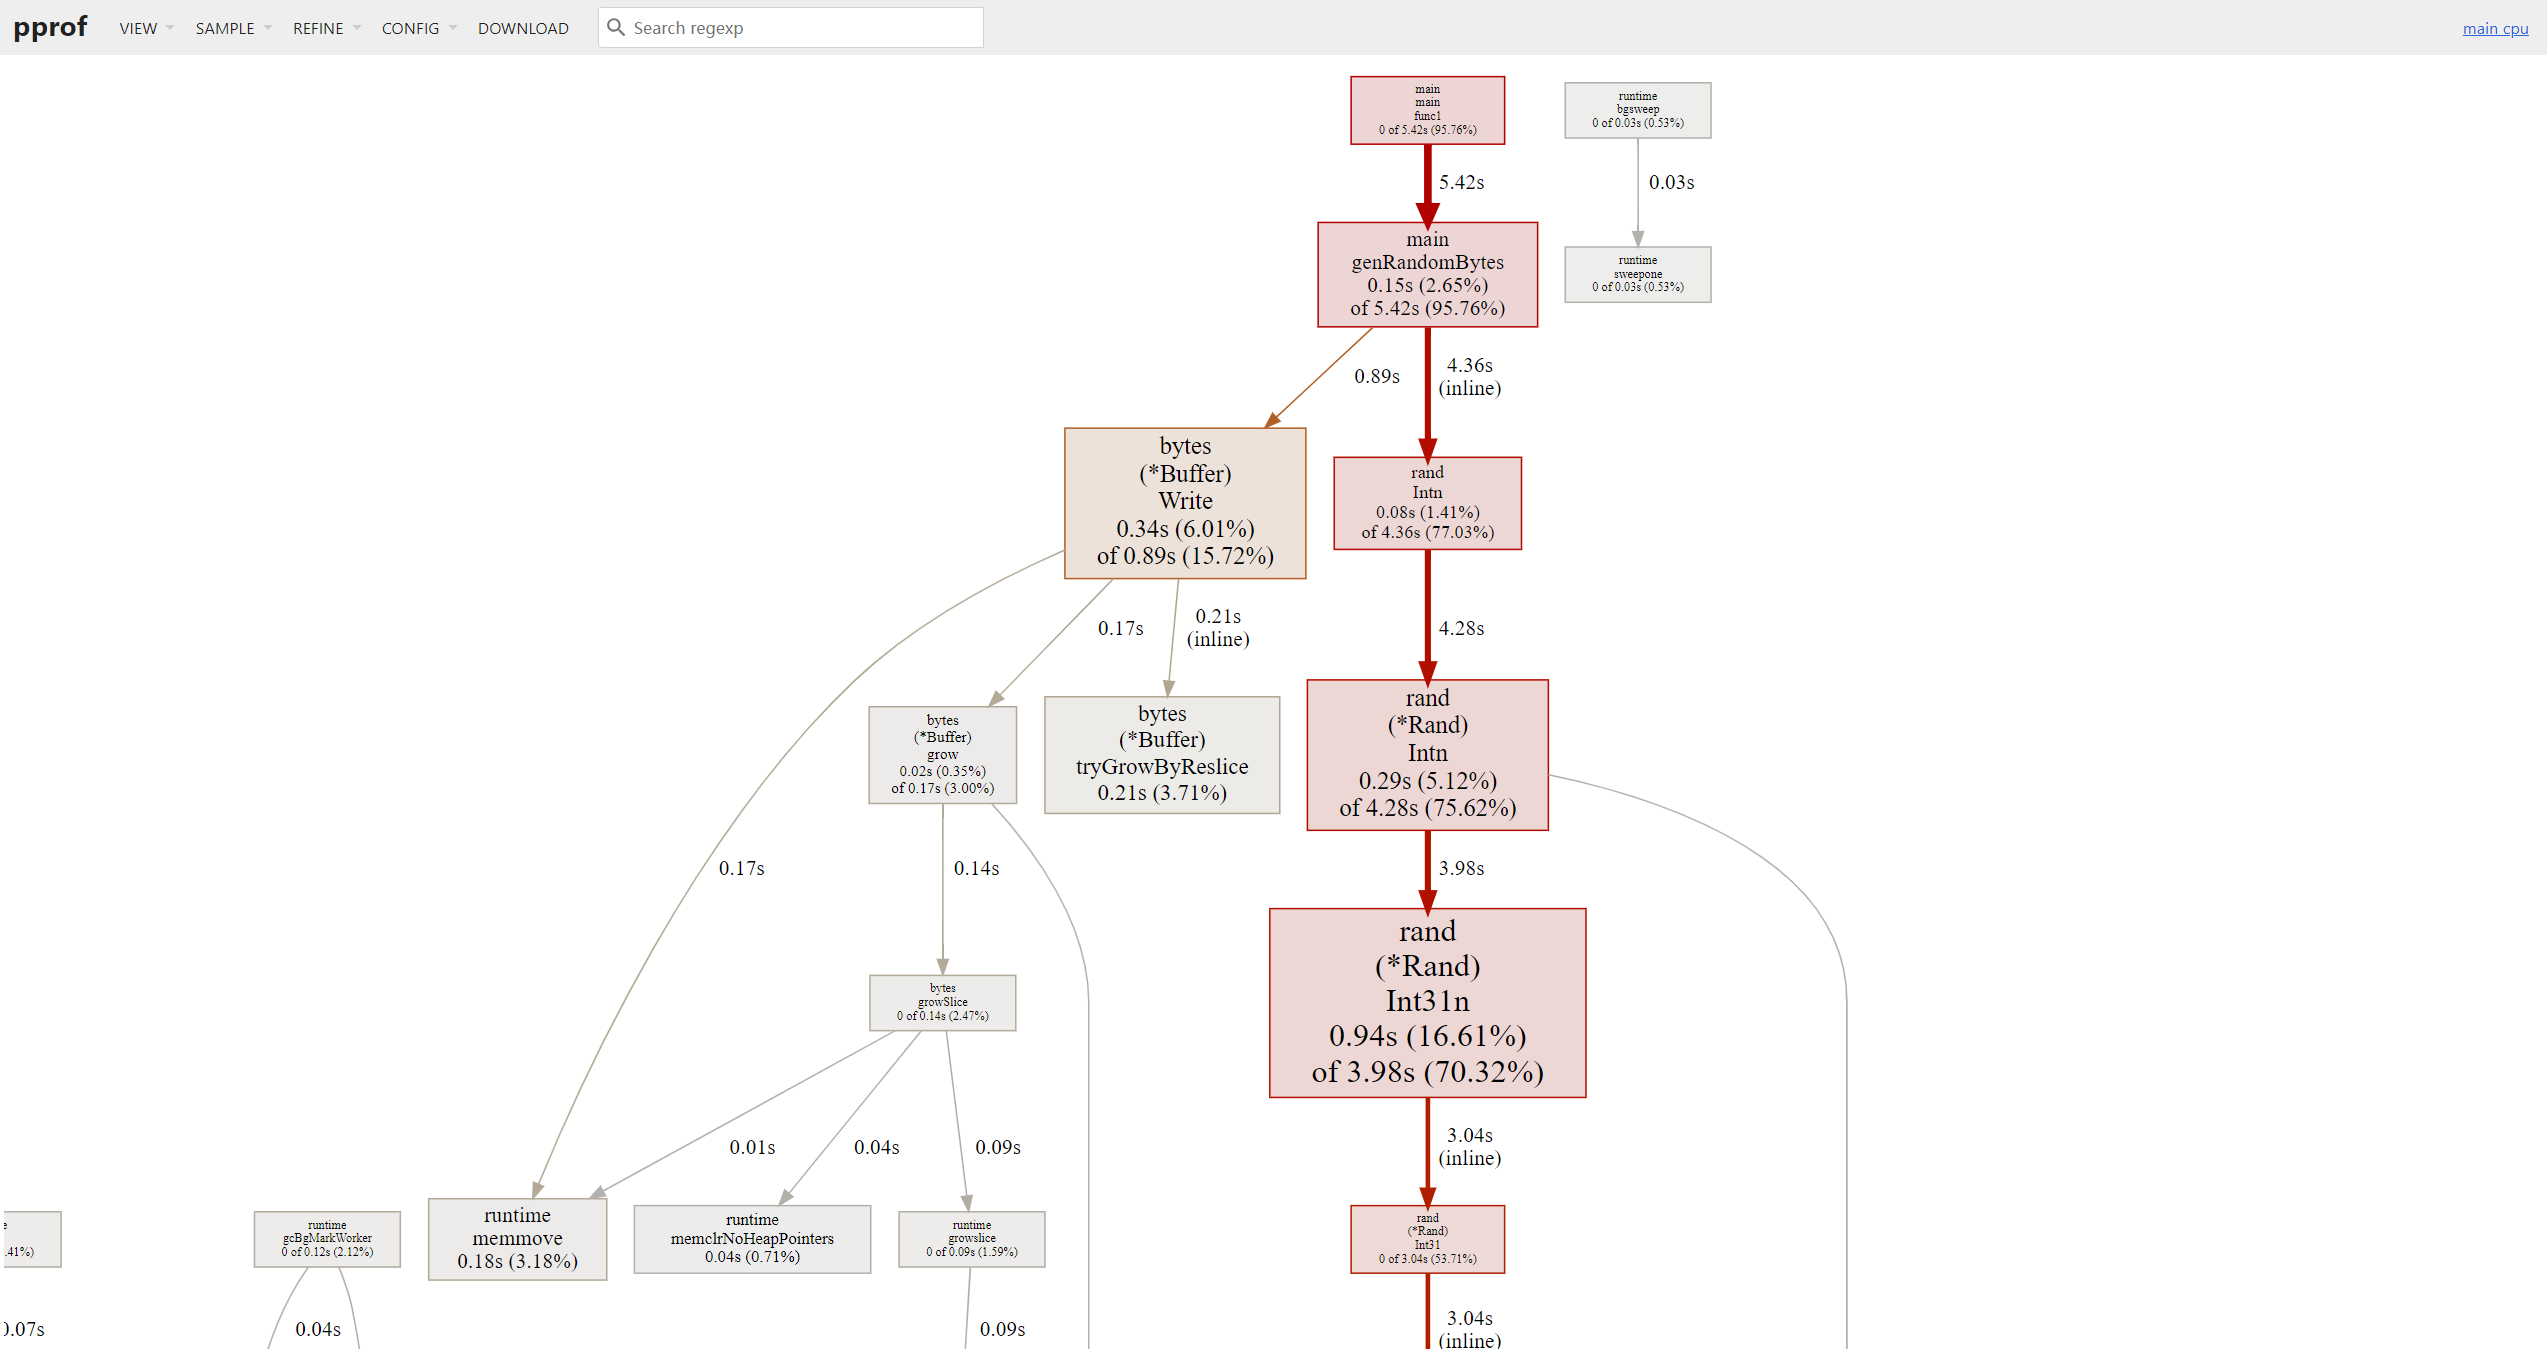 pprof
VIEW
SAMPLE
REFINE
CONFIG
DOWNLOAD
Search regexp
main cpu
main
main
func1
0 of 5.42s (95.76%)
runtime
bgsweep
0 of 0.03s (0.53%)
5.42s
0.03s
main
genRandomBytes
0.15s (2.65%)
of 5.42s (95.76%)
runtime
sweepone
0 of 0.03s (0.53%)
0.89s
4.36s
(inline)
bytes
(*Buffer)
Write
0.34s (6.01%)
of 0.89s (15.72%)
rand
Intn
0.08s (1.41%)
of 4.36s (77.03%)
0.17s
0.21s
(inline)
4.28s
bytes
(*Buffer)
grow
0.02s (0.35%)
of 0.17s (3.00%)
bytes
(*Buffer)
tryGrowByReslice
0.21s (3.71%)
rand
(*Rand)
Intn
0.29s (5.12%)
of 4.28s (75.62%)
0.17s
0.14s
3.98s
bytes
growSlice
0 of 0.14s (2.47%)
rand
(*Rand)
Int31n
0.94s (16.61%)
of 3.98s (70.32%)
0.01s
0.04s
0.09s
3.04s
(inline)
e
.41%)
runtime
gcBgMarkWorker
0 of 0.12s (2.12%)
runtime
memmove
0.18s (3.18%)
runtime
memclrNoHeapPointers
0.04s (0.71%)
runtime
growslice
0 of 0.09s (1.59%)
rand
(*Rand)
Int31
0 of 3.04s (53.71%)
0.07s
0.04s
0.09s
3.04s
(inline)